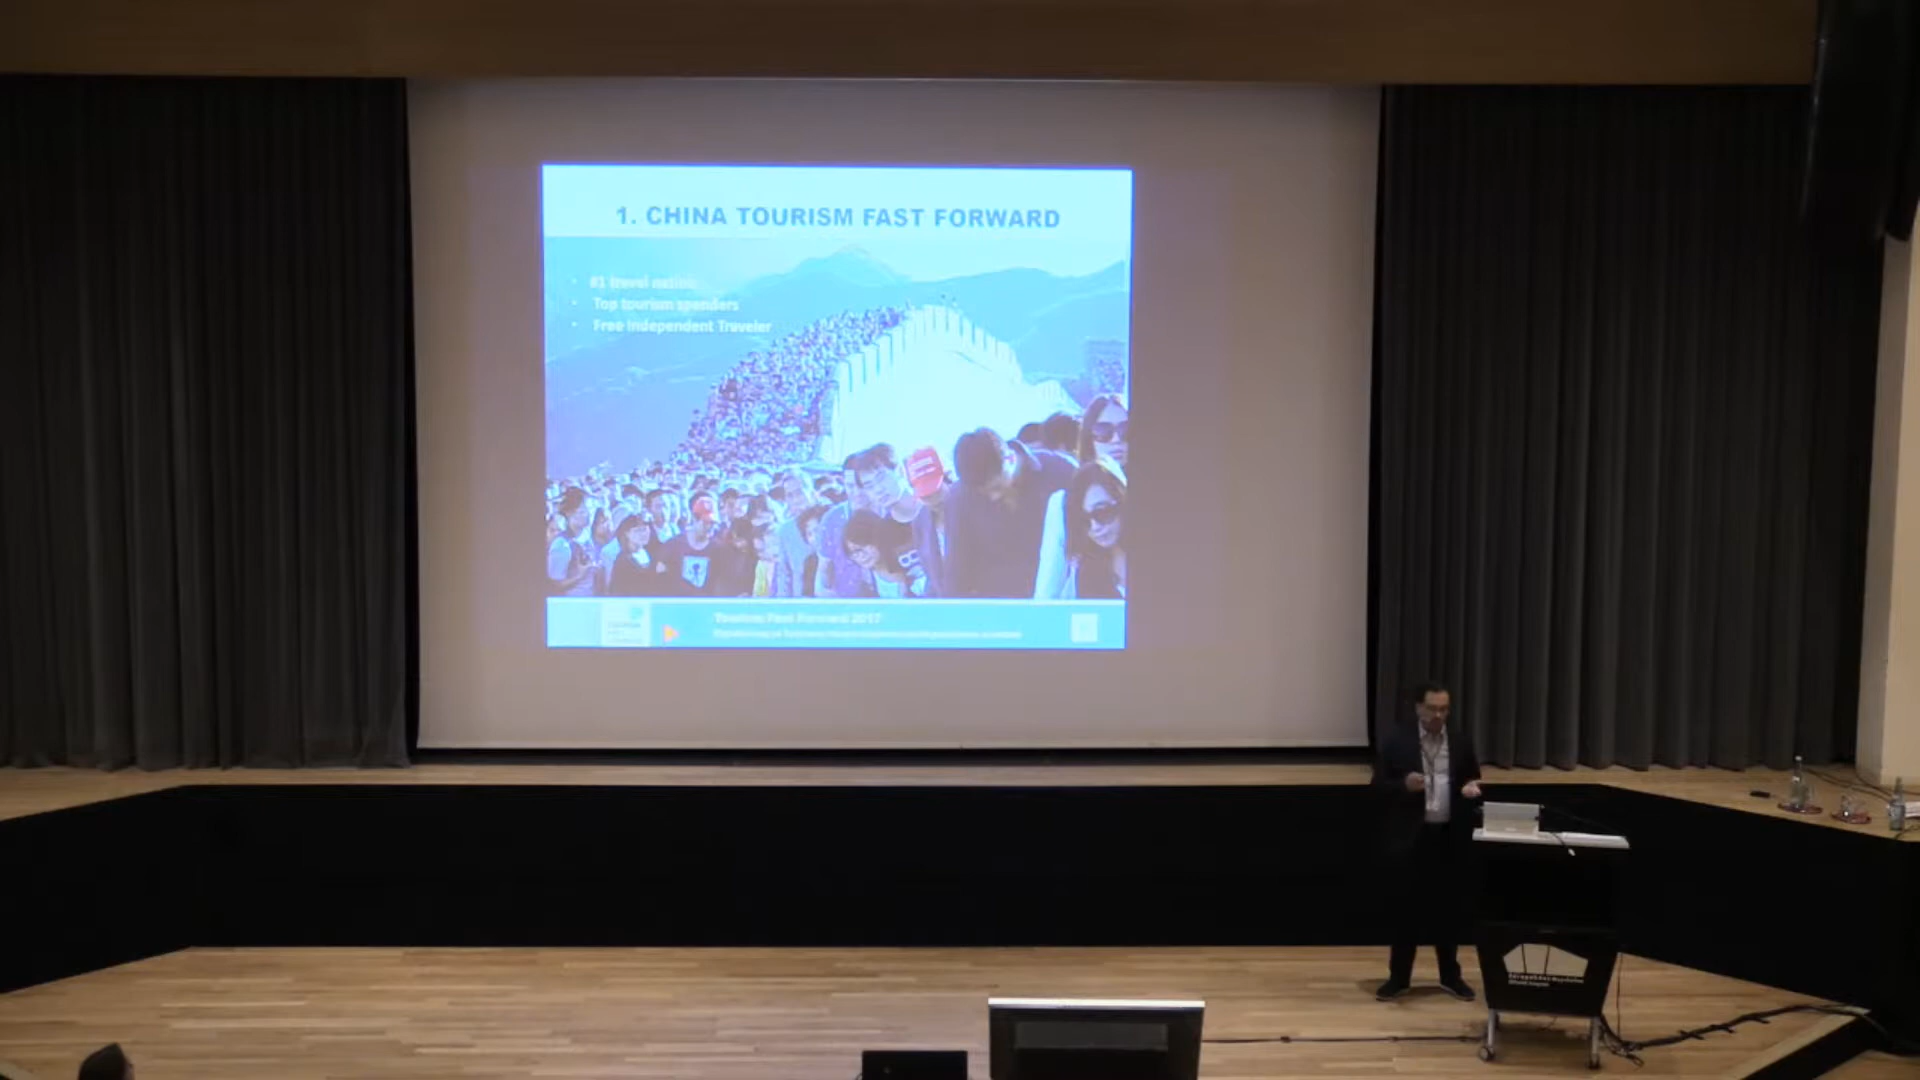 1. CHINA TOURISM FAST FORWARD
• #1 travel nation
• Top tourism spenders
• Free Independent Traveler
Tourism Fast Forward 2017